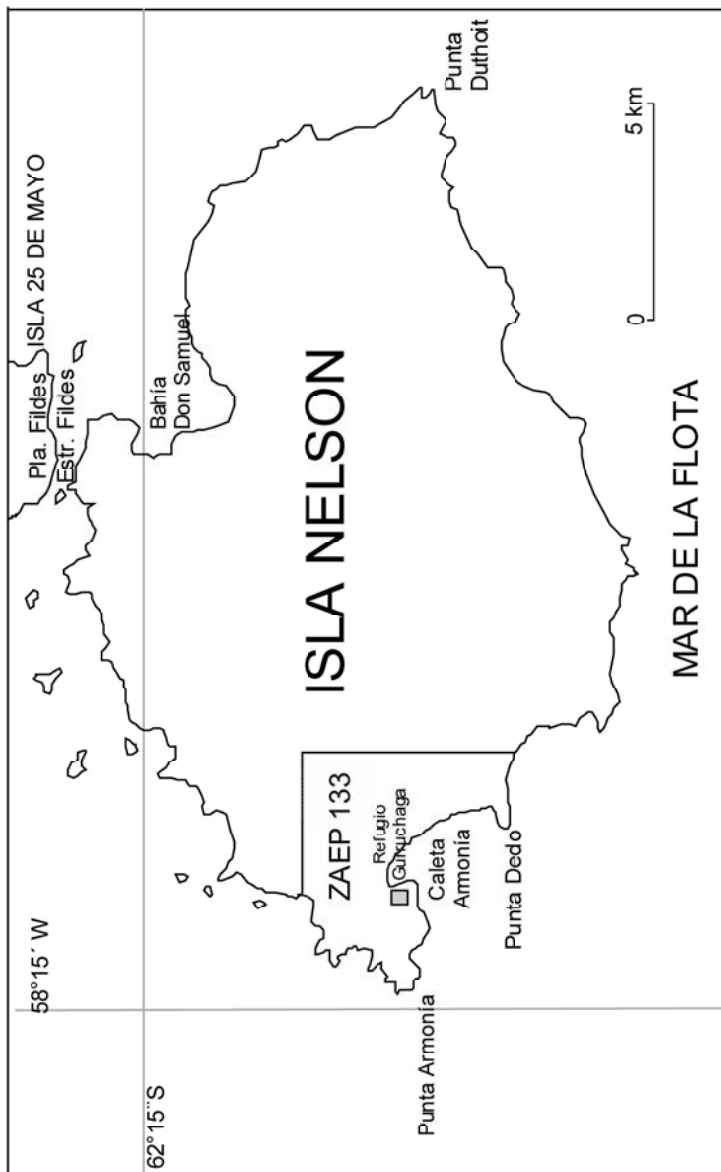 58°15´ W
Pla. Fildes
ISLA 25 DE MAYO
Estr. Fildes
62°15¨S
Bahía
Don Samuel
ISLA NELSON
ZAEP 133
Refugio
Gurruchaga
Punta Armonía
Caleta
Armonía
Punta
Duthoit
Punta Dedo
0 5 km
MAR DE LA FLOTA